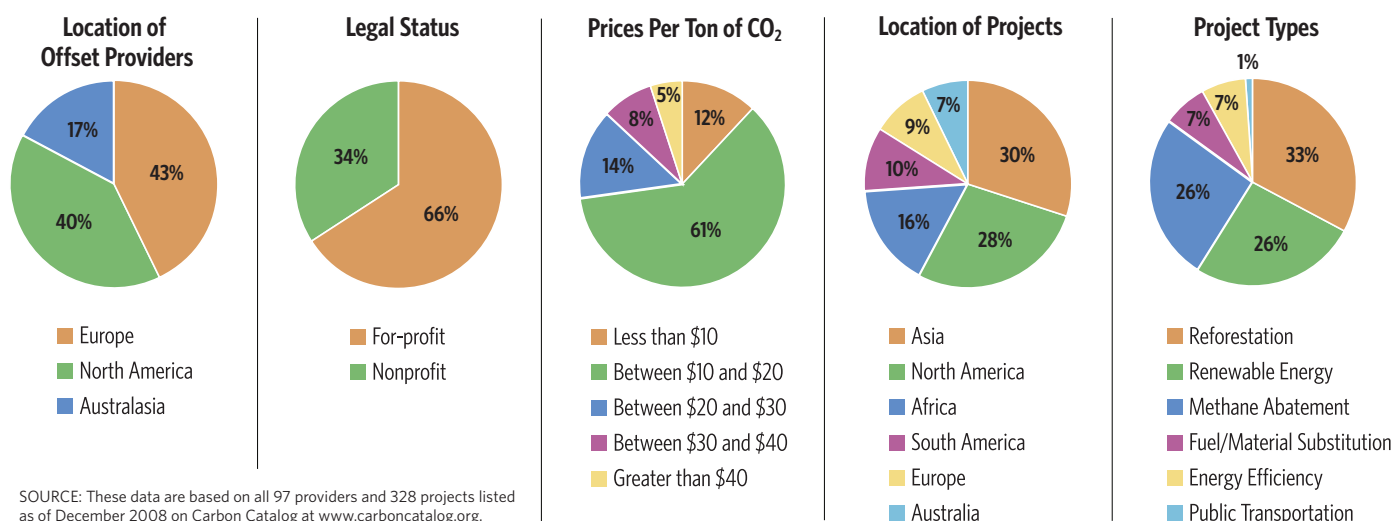 Location of
Offset Providers
17%
43%
40%
Europe
North America
Australasia
Legal Status
34%
66%
For-profit
Nonprofit
Prices Per Ton of CO₂
5%
8%
12%
14%
61%
Less than $10
Between $10 and $20
Between $20 and $30
Between $30 and $40
Greater than $40
Location of Projects
7%
9%
30%
10%
16%
28%
Asia
North America
Africa
South America
Europe
Australia
Project Types
1%
7%
7%
33%
26%
26%
Reforestation
Renewable Energy
Methane Abatement
Fuel/Material Substitution
Energy Efficiency
Public Transportation
SOURCE: These data are based on all 97 providers and 328 projects listed
as of December 2008 on Carbon Catalog at www.carboncatalog.org.